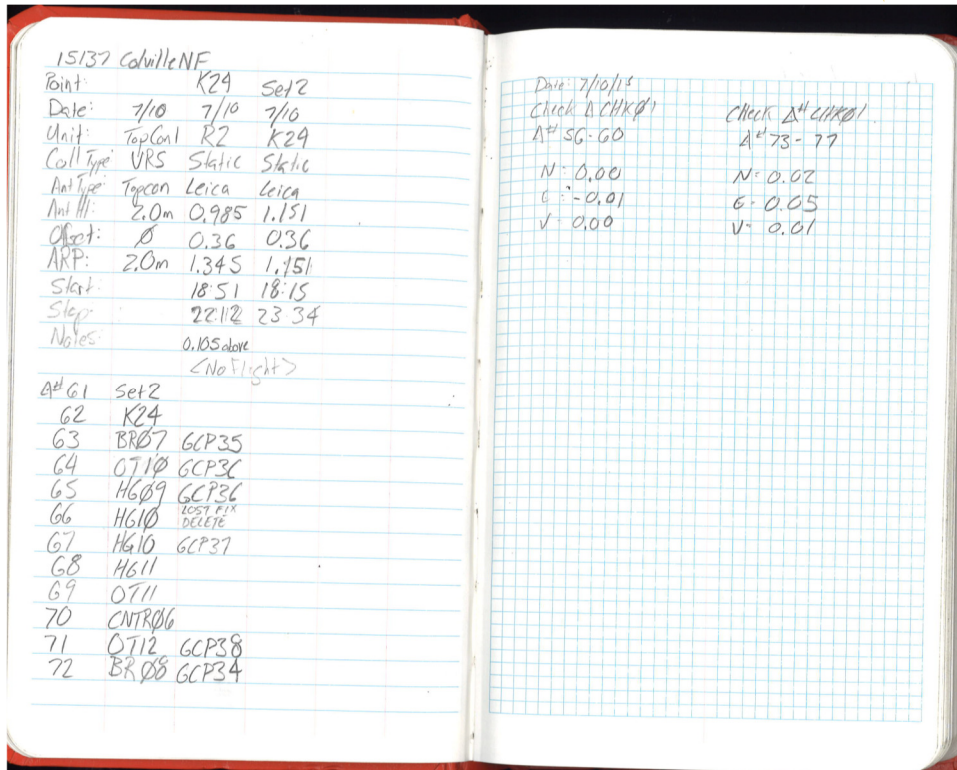 15137 Colville NF
Point: K24 Set2
Date: 7/10 7/10 7/10
Unit: TopCon1 R2 K24
Coll Type: VRS Static Static
Ant Type: Topcon Leica Leica
Ant HI: 2.0m 0.985 1.151
Offset: Ø 0.36 0.36
ARP: 2.0m 1.345 1.151
Start: 18:51 18:15
Stop: 22:12 23:34
Notes: 0.105 above
<No Flight>
Δ# 61 Set2
62 K24
63 BRØ7 GCP35
64 OT1Ø GCP36
65 HGØ9 GCP36
66 HG1Ø LOST FIX
DELETE
67 HG10 GCP37
68 HG11
69 OT11
70 CNTRØ6
71 OT12 GCP38
72 BRØ8 GCP34
Date: 7/10/15
Check Δ CHKØ1
Δ# 56-60
N: 0.00
E: -0.01
V: 0.00
Check Δ# CHKØ1
Δ# 73-77
N: 0.02
E: 0.05
V: 0.01